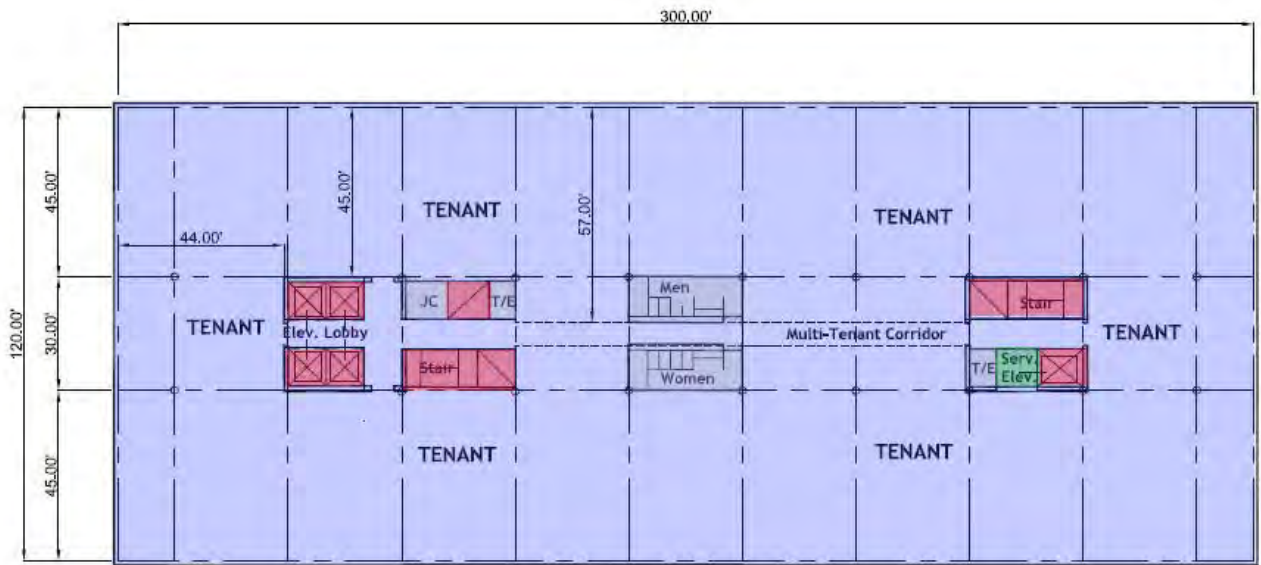 300.00'
120.00'
45.00'
30.00'
45.00'
44.00'
45.00'
57.00'
TENANT
TENANT
JC
T/E
Men
Stair
TENANT
Elev. Lobby
Multi-Tenant Corridor
TENANT
Stair
Women
T/E
Serv.
Elev.
TENANT
TENANT